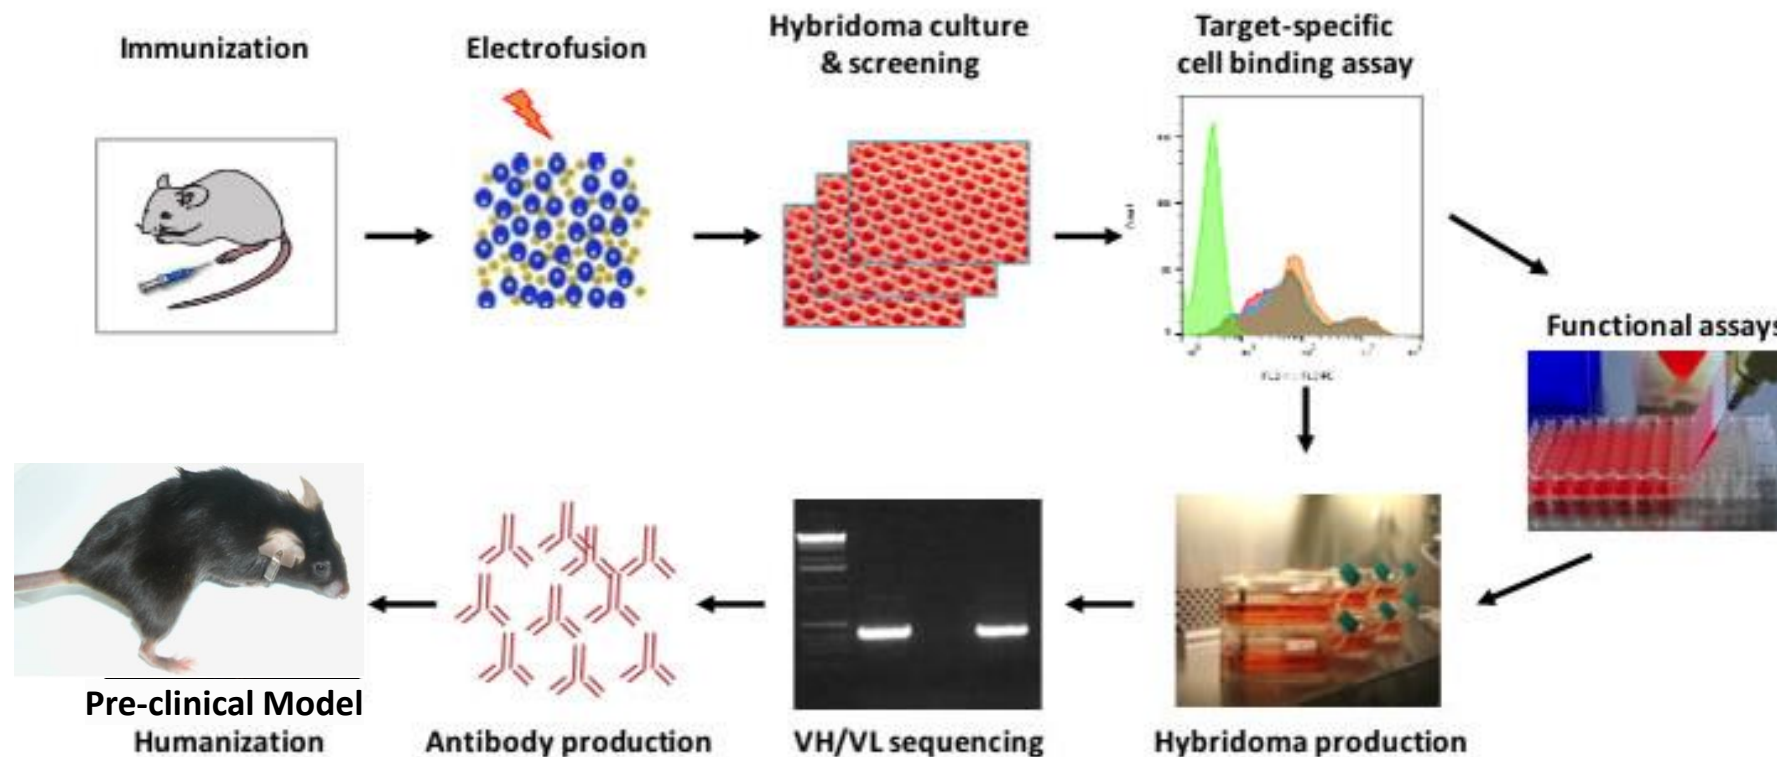 Immunization
Electrofusion
Hybridoma culture
& screening
Target-specific
cell binding assay
Functional assays
Pre-clinical Model
Humanization
Antibody production
VH/VL sequencing
Hybridoma production